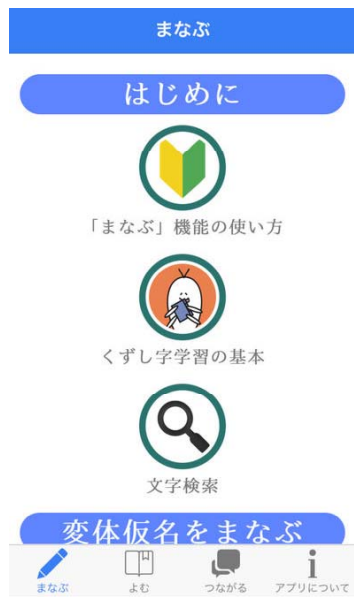 まなぶ
はじめに
「まなぶ」機能の使い方
くずし字学習の基本
文字検索
変体仮名をまなぶ
まなぶ
よむ
つながる
アプリについて